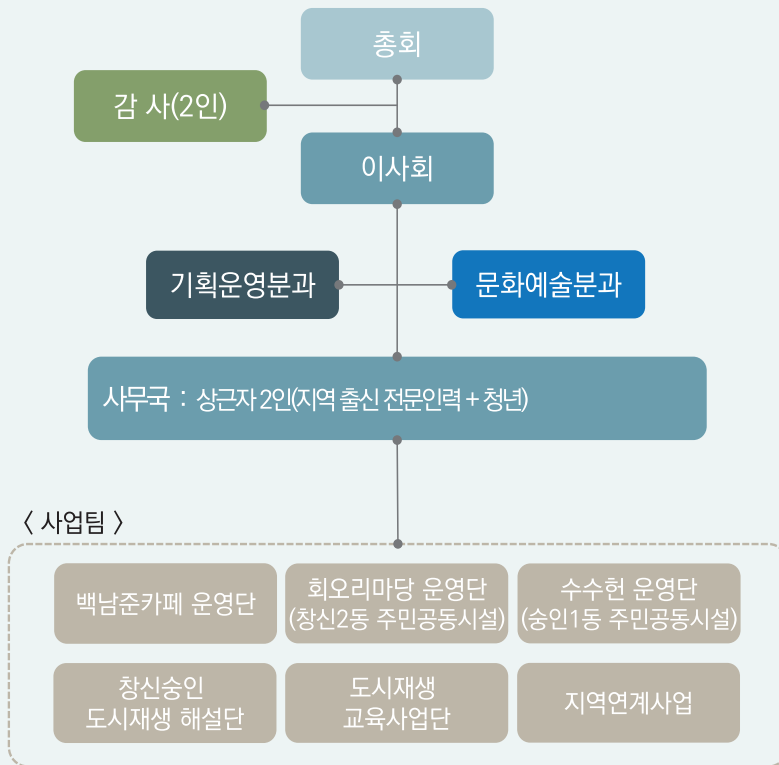 총회
감 사(2인)
이사회
기획운영분과
문화예술분과
사무국 : 상근자 2인(지역 출신 전문인력 + 청년)
〈 사업팀 〉
백남준카페 운영단
회오리마당 운영단
(창신2동 주민공동시설)
수수헌 운영단
(숭인1동 주민공동시설)
창신숭인
도시재생 해설단
도시재생
교육사업단
지역연계사업